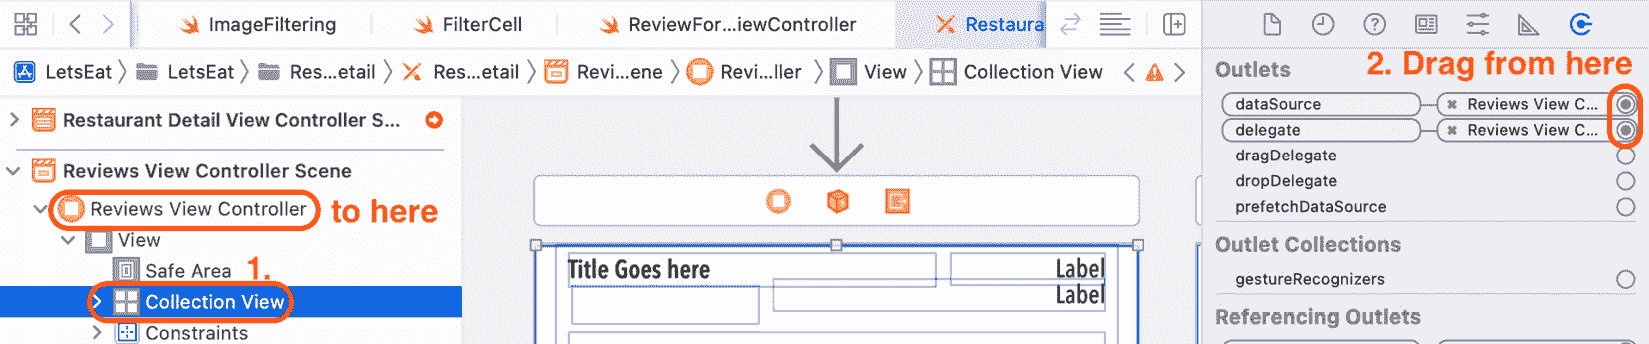 ImageFiltering
FilterCell
ReviewFor...iewController
Restaura
LetsEat
LetsEat
Res...etail
Res...etail
Revi...ene
Revi...ller
View
Collection View
Restaurant Detail View Controller S...
Reviews View Controller Scene
Reviews View Controller to here
View
Safe Area 1.
Collection View
Constraints
Title Goes here
Label
Label
Outlets 2. Drag from here
dataSource
Reviews View C...
delegate
Reviews View C...
dragDelegate
dropDelegate
prefetchDataSource
Outlet Collections
gestureRecognizers
Referencing Outlets